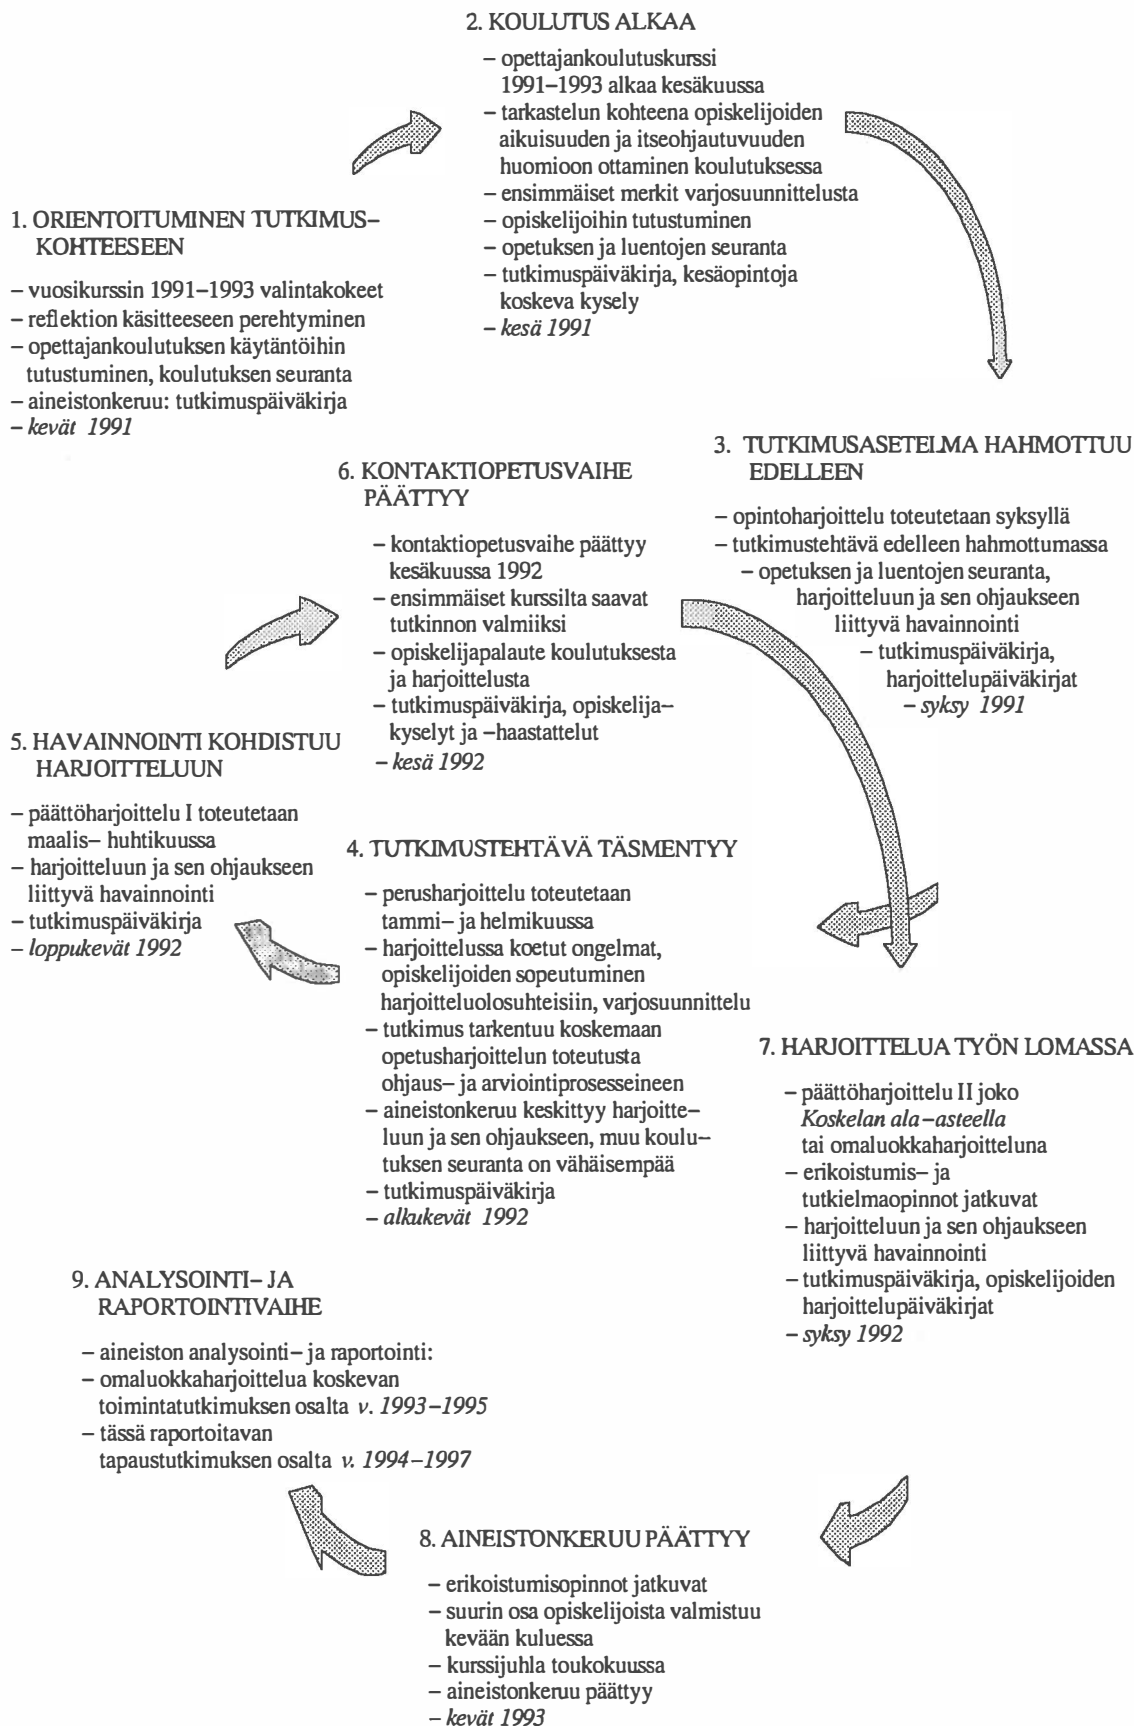 1. ORIENTOITUMINEN TUTKIMUS–
KOHTEESEEN
– vuosikurssin 1991–1993 valintakokeet
– reflektion käsitteeseen perehtyminen
– opettajankoulutuksen käytäntöihin
tutustuminen, koulutuksen seuranta
– aineistonkeruu: tutkimuspäiväkirja
– kevät 1991
2. KOULUTUS ALKAA
– opettajankoulutuskurssi
1991–1993 alkaa kesäkuussa
– tarkastelun kohteena opiskelijoiden
aikuisuuden ja itseohjautuvuuden
huomioon ottaminen koulutuksessa
– ensimmäiset merkit varjosuunnittelusta
– opiskelijoihin tutustuminen
– opetuksen ja luentojen seuranta
– tutkimuspäiväkirja, kesäopintoja
koskeva kysely
– kesä 1991
3. TUTKIMUSASETELMA HAHMOTTUU
EDELLEEN
– opintoharjoittelu toteutetaan syksyllä
– tutkimustehtävä edelleen hahmottumassa
– opetuksen ja luentojen seuranta,
harjoitteluun ja sen ohjaukseen
liittyvä havainnointi
– tutkimuspäiväkirja,
harjoittelupäiväkirjat
– syksy 1991
4. TUTKIMUSTEHTÄVÄ TÄSMENTYY
– perusharjoittelu toteutetaan
tammi– ja helmikuussa
– harjoittelussa koetut ongelmat,
opiskelijoiden sopeutuminen
harjoitteluolosuhteisiin, varjosuunnittelu
– tutkimus tarkentuu koskemaan
opetusharjoittelun toteutusta
ohjaus– ja arviointiprosesseineen
– aineistonkeruu keskittyy harjoitte–
luun ja sen ohjaukseen, muu koulu–
tuksen seuranta on vähäisempää
– tutkimuspäiväkirja
– alkukevät 1992
5. HAVAINNOINTI KOHDISTUU
HARJOITTELUUN
– päättöharjoittelu I toteutetaan
maalis– huhtikuussa
– harjoitteluun ja sen ohjaukseen
liittyvä havainnointi
– tutkimuspäiväkirja
– loppukevät 1992
6. KONTAKTIOPETUSVAIHE
PÄÄTTYY
– kontaktiopetusvaihe päättyy
kesäkuussa 1992
– ensimmäiset kurssilta saavat
tutkinnon valmiiksi
– opiskelijapalaute koulutuksesta
ja harjoittelusta
– tutkimuspäiväkirja, opiskelija–
kyselyt ja –haastattelut
– kesä 1992
7. HARJOITTELUA TYÖN LOMASSA
– päättöharjoittelu II joko
Koskelan ala–asteella
tai omaluokkaharjoitteluna
– erikoistumis– ja
tutkielmaopinnot jatkuvat
– harjoitteluun ja sen ohjaukseen
liittyvä havainnointi
– tutkimuspäiväkirja, opiskelijoiden
harjoittelupäiväkirjat
– syksy 1992
8. AINEISTONKERUU PÄÄTTYY
– erikoistumisopinnot jatkuvat
– suurin osa opiskelijoista valmistuu
kevään kuluessa
– kurssijuhla toukokuussa
– aineistonkeruu päättyy
– kevät 1993
9. ANALYSOINTI– JA
RAPORTOINTIVAIHE
– aineiston analysointi– ja raportointi:
– omaluokkaharjoittelua koskevan
toimintatutkimuksen osalta v. 1993–1995
– tässä raportoitavan
tapaustutkimuksen osalta v. 1994–1997